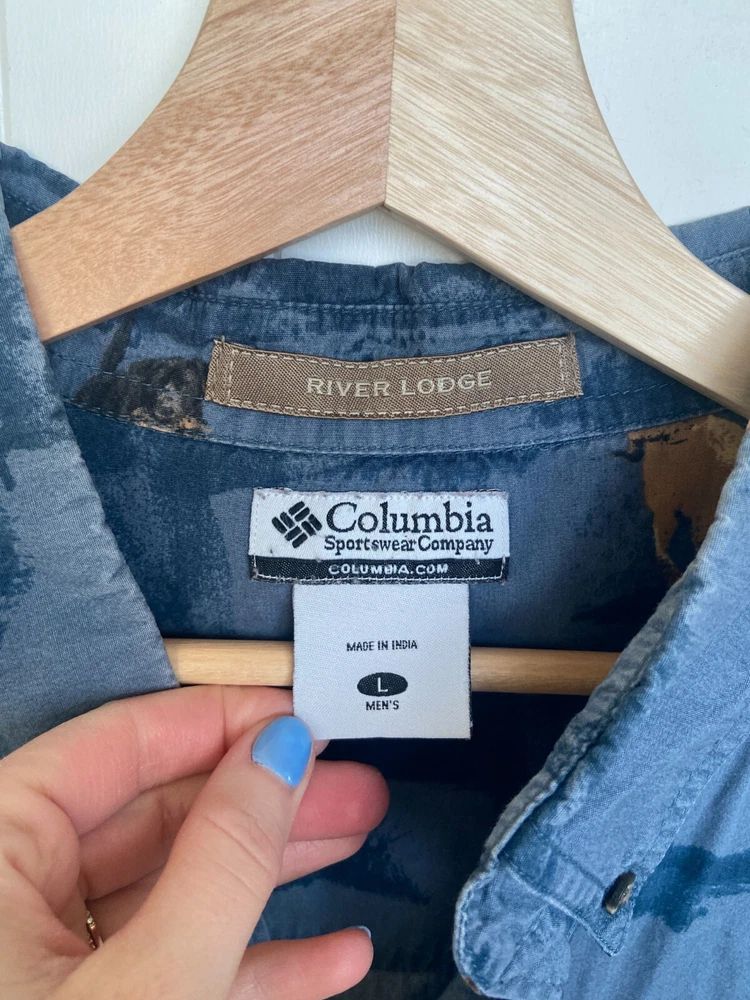 RIVER LODGE
Columbia
Sportswear Company
COLUMBIA.COM
MADE IN INDIA
L
MEN'S